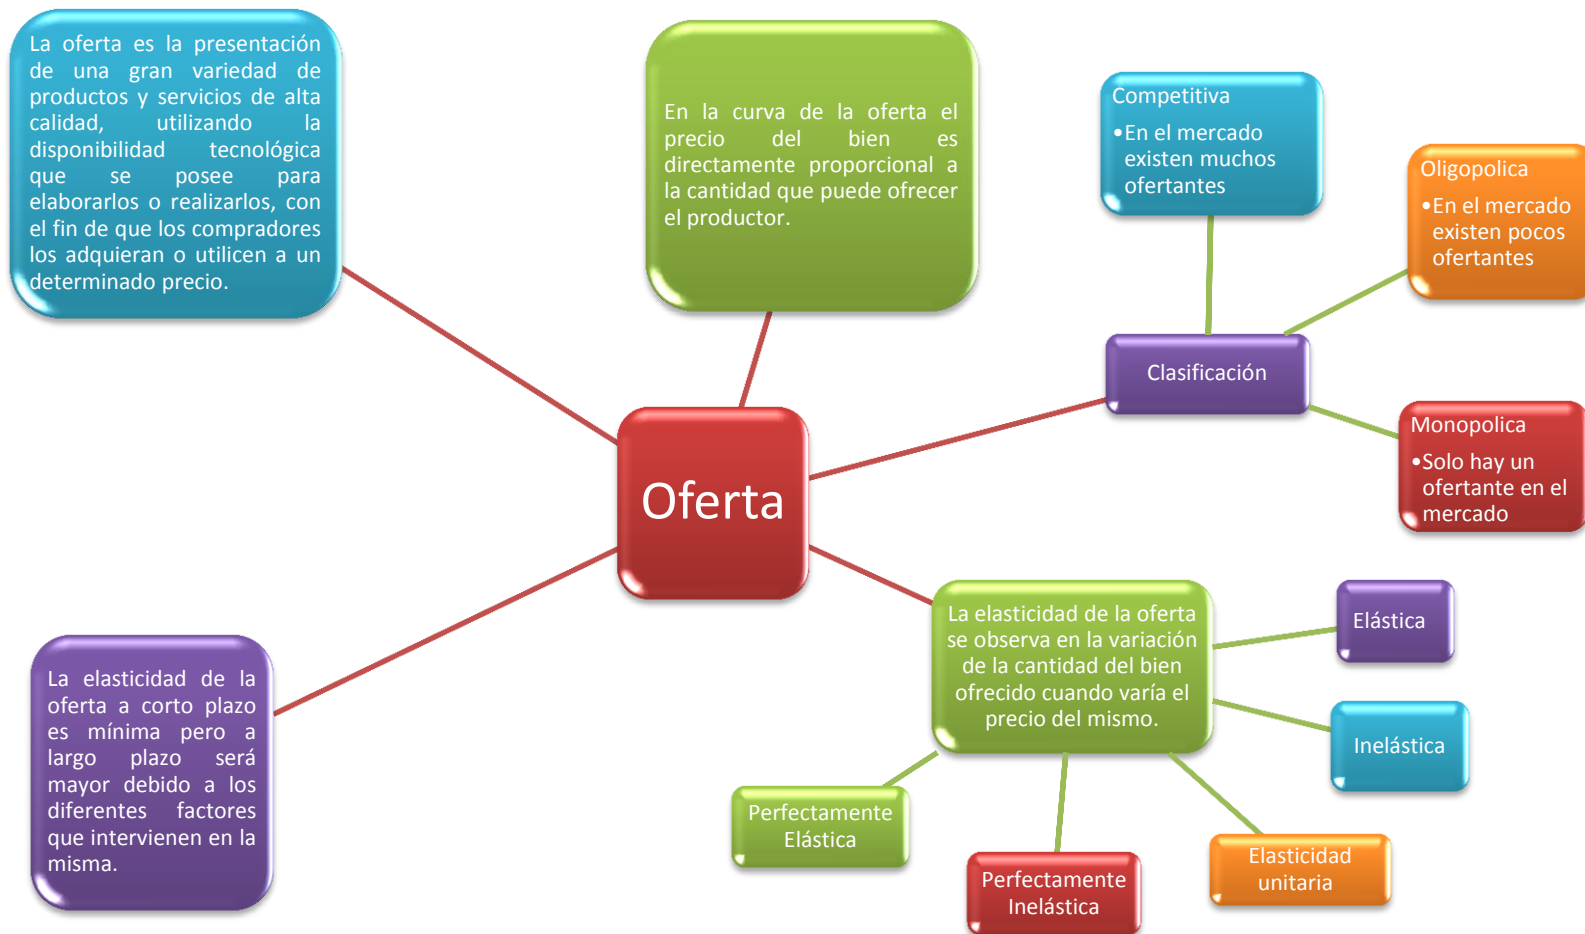 La oferta es la presentación
de una gran variedad de
productos y servicios de alta
calidad, utilizando la
disponibilidad tecnológica
que se posee para
elaborarlos o realizarlos, con
el fin de que los compradores
los adquieran o utilicen a un
determinado precio.
En la curva de la oferta el
precio del bien es
directamente proporcional a
la cantidad que puede ofrecer
el productor.
Competitiva
•En el mercado
existen muchos
ofertantes
Oligopolica
•En el mercado
existen pocos
ofertantes
Clasificación
Monopolica
•Solo hay un
ofertante en el
mercado
Oferta
La elasticidad de la
oferta a corto plazo
es mínima pero a
largo plazo será
mayor debido a los
diferentes factores
que intervienen en la
misma.
La elasticidad de la oferta
se observa en la variación
de la cantidad del bien
ofrecido cuando varía el
precio del mismo.
Elástica
Inelástica
Perfectamente
Elástica
Perfectamente
Inelástica
Elasticidad
unitaria